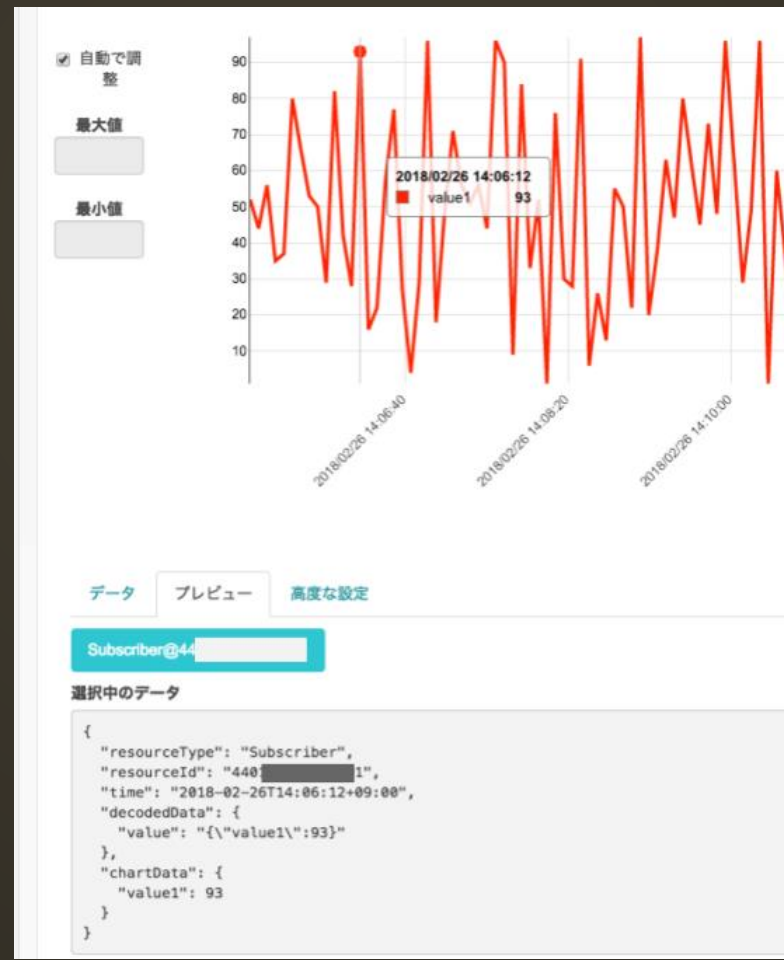 自動で調
整
最大値
最小値
90
80
70
60
50
40
30
20
10
2018/02/26 14:06:12
value1 93
2018/02/26 14:06:40
2018/02/26 14:08:20
2018/02/26 14:10:00
データ プレビュー 高度な設定
Subscriber@44
選択中のデータ
{
"resourceType": "Subscriber",
"resourceId": "440 1",
"time": "2018-02-26T14:06:12+09:00",
"decodedData": {
"value": "{\"value1\":93}"
},
"chartData": {
"value1": 93
}
}